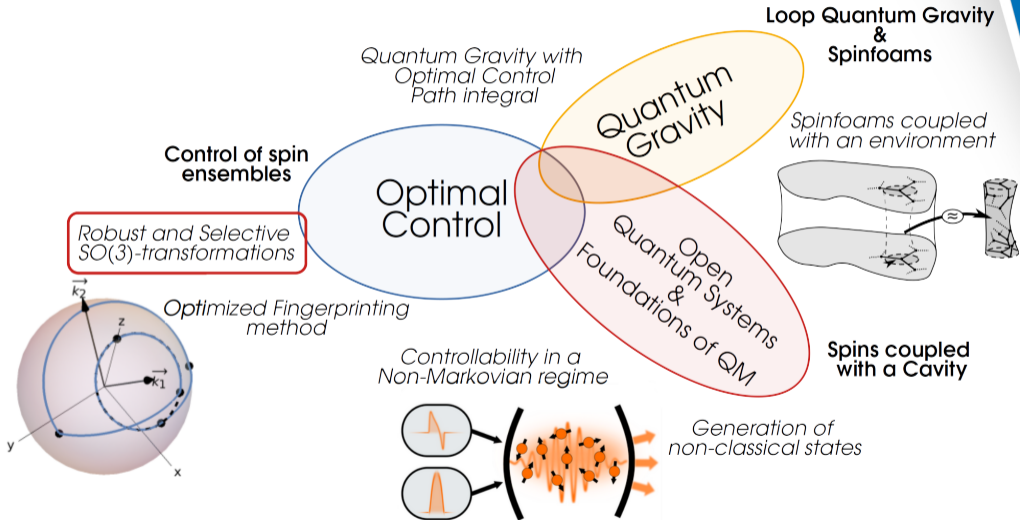 Loop Quantum Gravity
&
Spinfoams
Quantum Gravity with
Optimal Control
Path integral
Quantum
Gravity
Spinfoams coupled
with an environment
≈
Control of spin
ensembles
Optimal
Control
Robust and Selective
SO(3)-transformations
Open
Quantum Systems
&
Foundations of QM
Optimized Fingerprinting
method
k2
z
k1
y
x
Controllability in a
Non-Markovian regime
Spins coupled
with a Cavity
Generation of
non-classical states